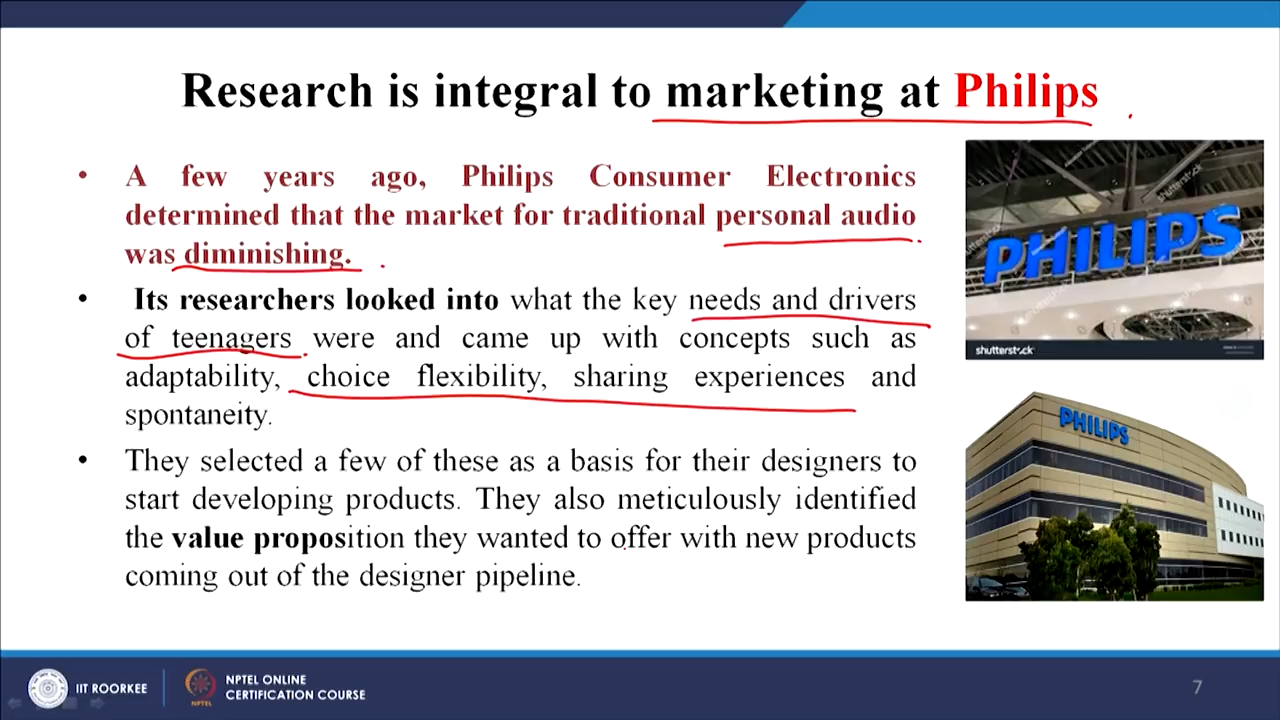 Research is integral to marketing at Philips
• A few years ago, Philips Consumer Electronics
determined that the market for traditional personal audio
was diminishing.
• Its researchers looked into what the key needs and drivers
of teenagers were and came up with concepts such as
adaptability, choice flexibility, sharing experiences and
spontaneity.
• They selected a few of these as a basis for their designers to
start developing products. They also meticulously identified
the value proposition they wanted to offer with new products
coming out of the designer pipeline.
shutterstock
PHILIPS
shutterstock
PHILIPS
IIT ROORKEE
NPTEL
NPTEL ONLINE
CERTIFICATION COURSE
7